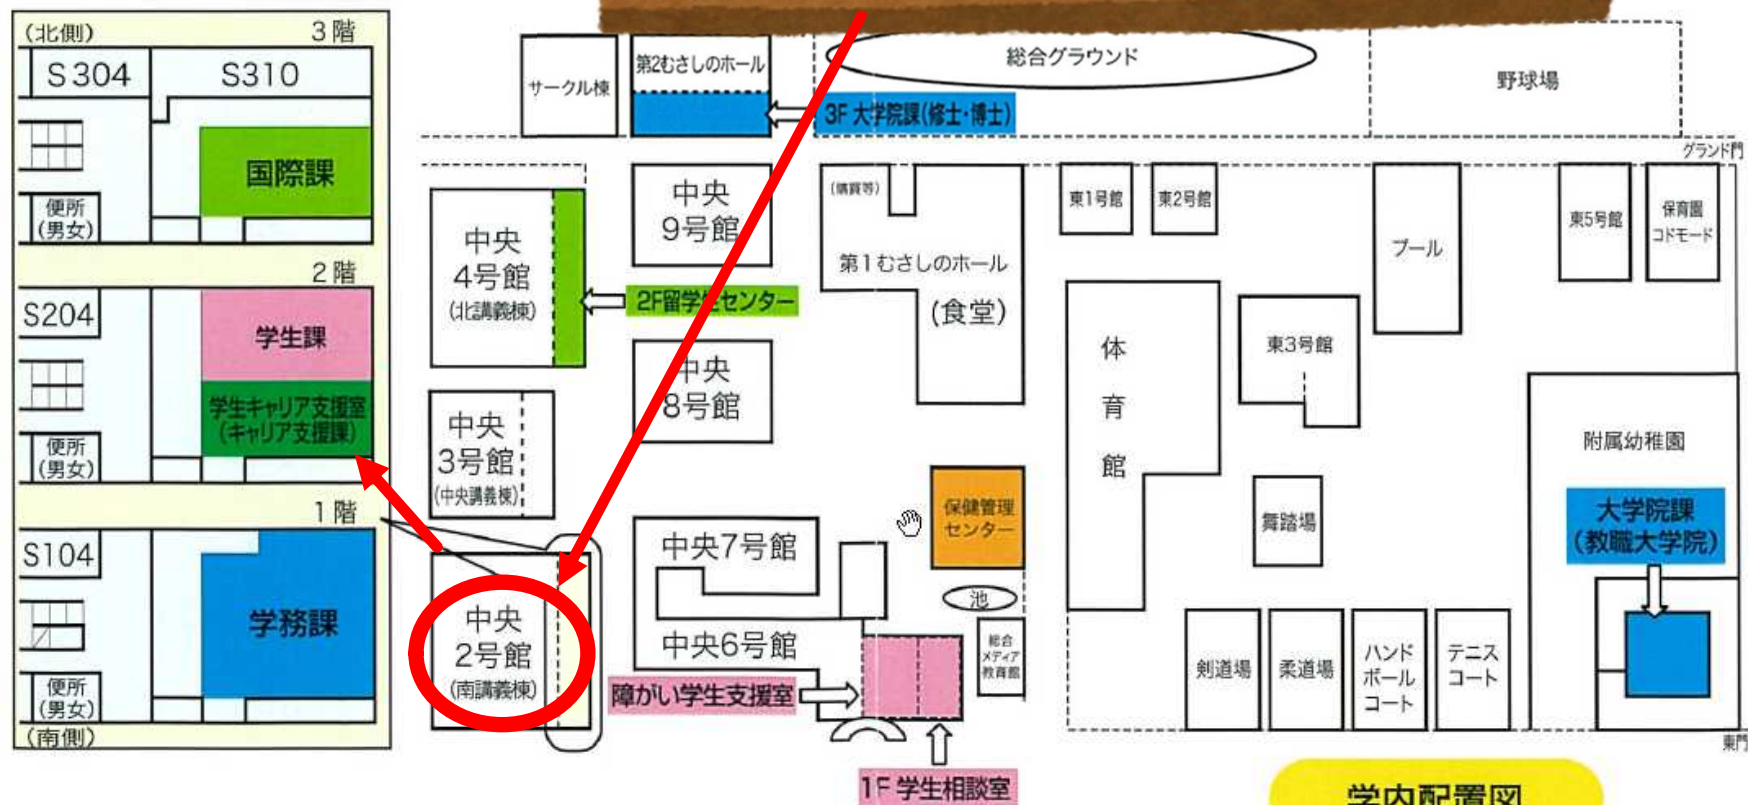 (北側)
3階
S304
S310
国際課
便所
(男女)
2階
S204
学生課
学生キャリア支援室
(キャリア支援課)
便所
(男女)
1階
S104
学務課
便所
(男女)
(南側)
サークル棟
第2むさしのホール
3F 大学院課(修士・博士)
総合グラウンド
野球場
グランド門
中央
4号館
(北講義棟)
2F留学生センター
中央
9号館
中央
8号館
(購買等)
第1むさしのホール
(食堂)
東1号館
東2号館
プール
東5号館
保育園
コドモード
体
育
館
東3号館
附属幼稚園
中央
3号館
(中央講義棟)
保健管理
センター
舞踏場
大学院課
(教職大学院)
中央
2号館
(南講義棟)
中央7号館
中央6号館
池
総合
メディア
教育館
障がい学生支援室
1F 学生相談室
剣道場
柔道場
ハンド
ボール
コート
テニス
コート
東門
学内配置図